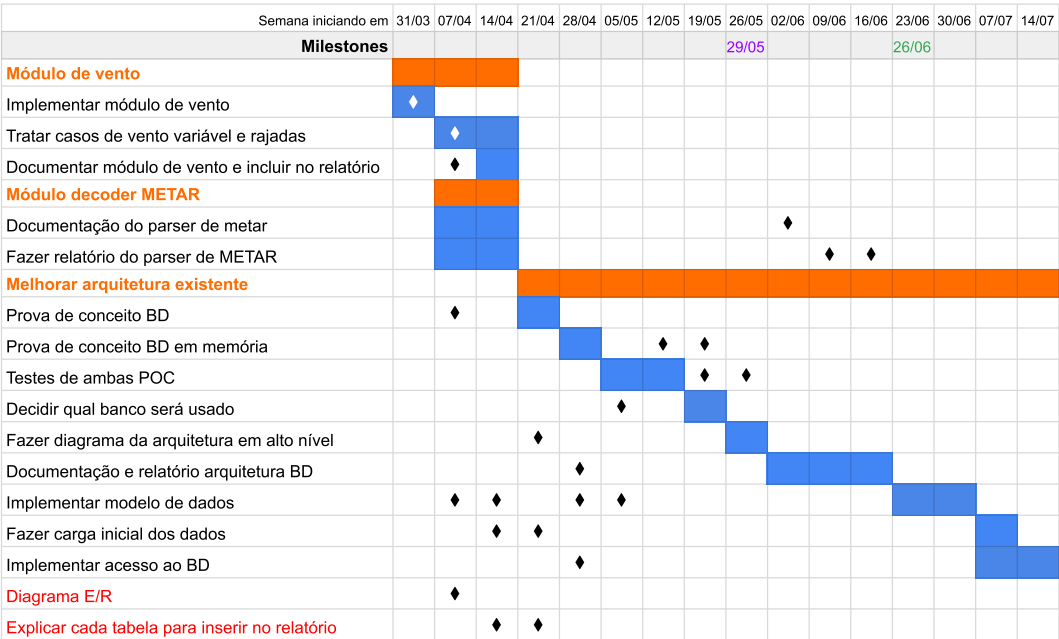 Semana iniciando em 31/03 07/04 14/04 21/04 28/04 05/05 12/05 19/05 26/05 02/06 09/06 16/06 23/06 30/06 07/07 14/07
Milestones 29/05 26/06
Módulo de vento
Implementar módulo de vento
Tratar casos de vento variável e rajadas
Documentar módulo de vento e incluir no relatório
Módulo decoder METAR
Documentação do parser de metar
Fazer relatório do parser de METAR
Melhorar arquitetura existente
Prova de conceito BD
Prova de conceito BD em memória
Testes de ambas POC
Decidir qual banco será usado
Fazer diagrama da arquitetura em alto nível
Documentação e relatório arquitetura BD
Implementar modelo de dados
Fazer carga inicial dos dados
Implementar acesso ao BD
Diagrama E/R
Explicar cada tabela para inserir no relatório